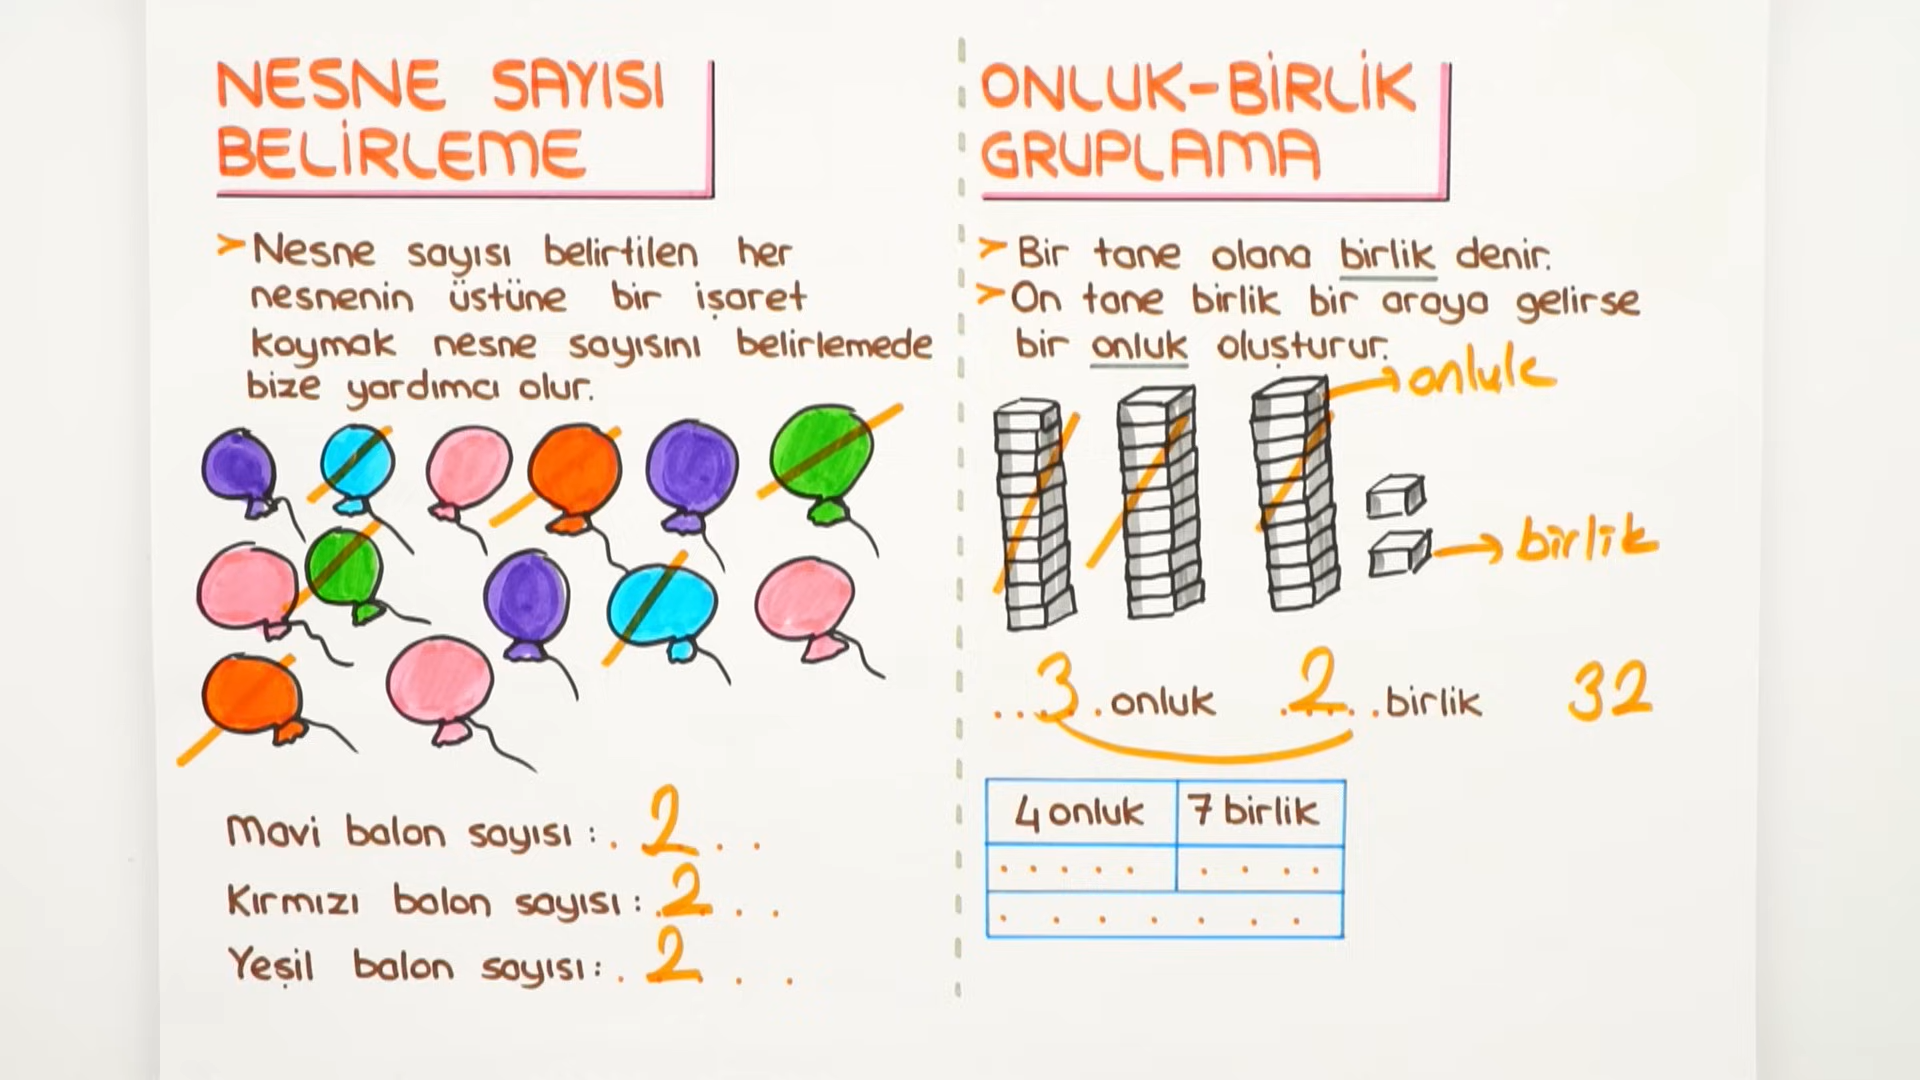 NESNE SAYISI
BELİRLEME
➤ Nesne sayısı belirtilen her
nesnenin üstüne bir işaret
koymak nesne sayısını belirlemede
bize yardımcı olur.
Mavi balon sayısı : . 2 . .
Kırmızı balon sayısı : . 2 . .
Yeşil balon sayısı : . 2 . .
ONLUK-BİRLİK
GRUPLAMA
➤ Bir tane olana birlik denir.
➤ On tane birlik bir araya gelirse
bir onluk oluşturur.
onluk
birlik
. . 3 . . onluk . 2 . . birlik 32
4 onluk 7 birlik
. . . . . . . . .
. . . . . . .